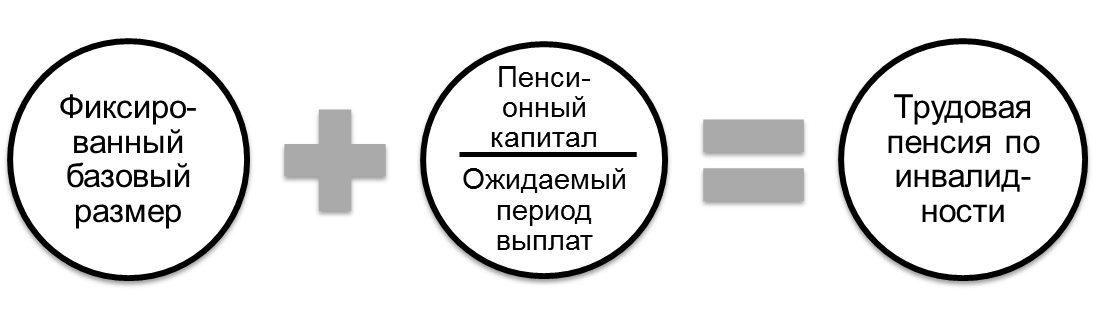 Фиксиро-
ванный
базовый
размер
+
Пенси-
онный
капитал
Ожидаемый
период
выплат
=
Трудовая
пенсия по
инвалид-
ности